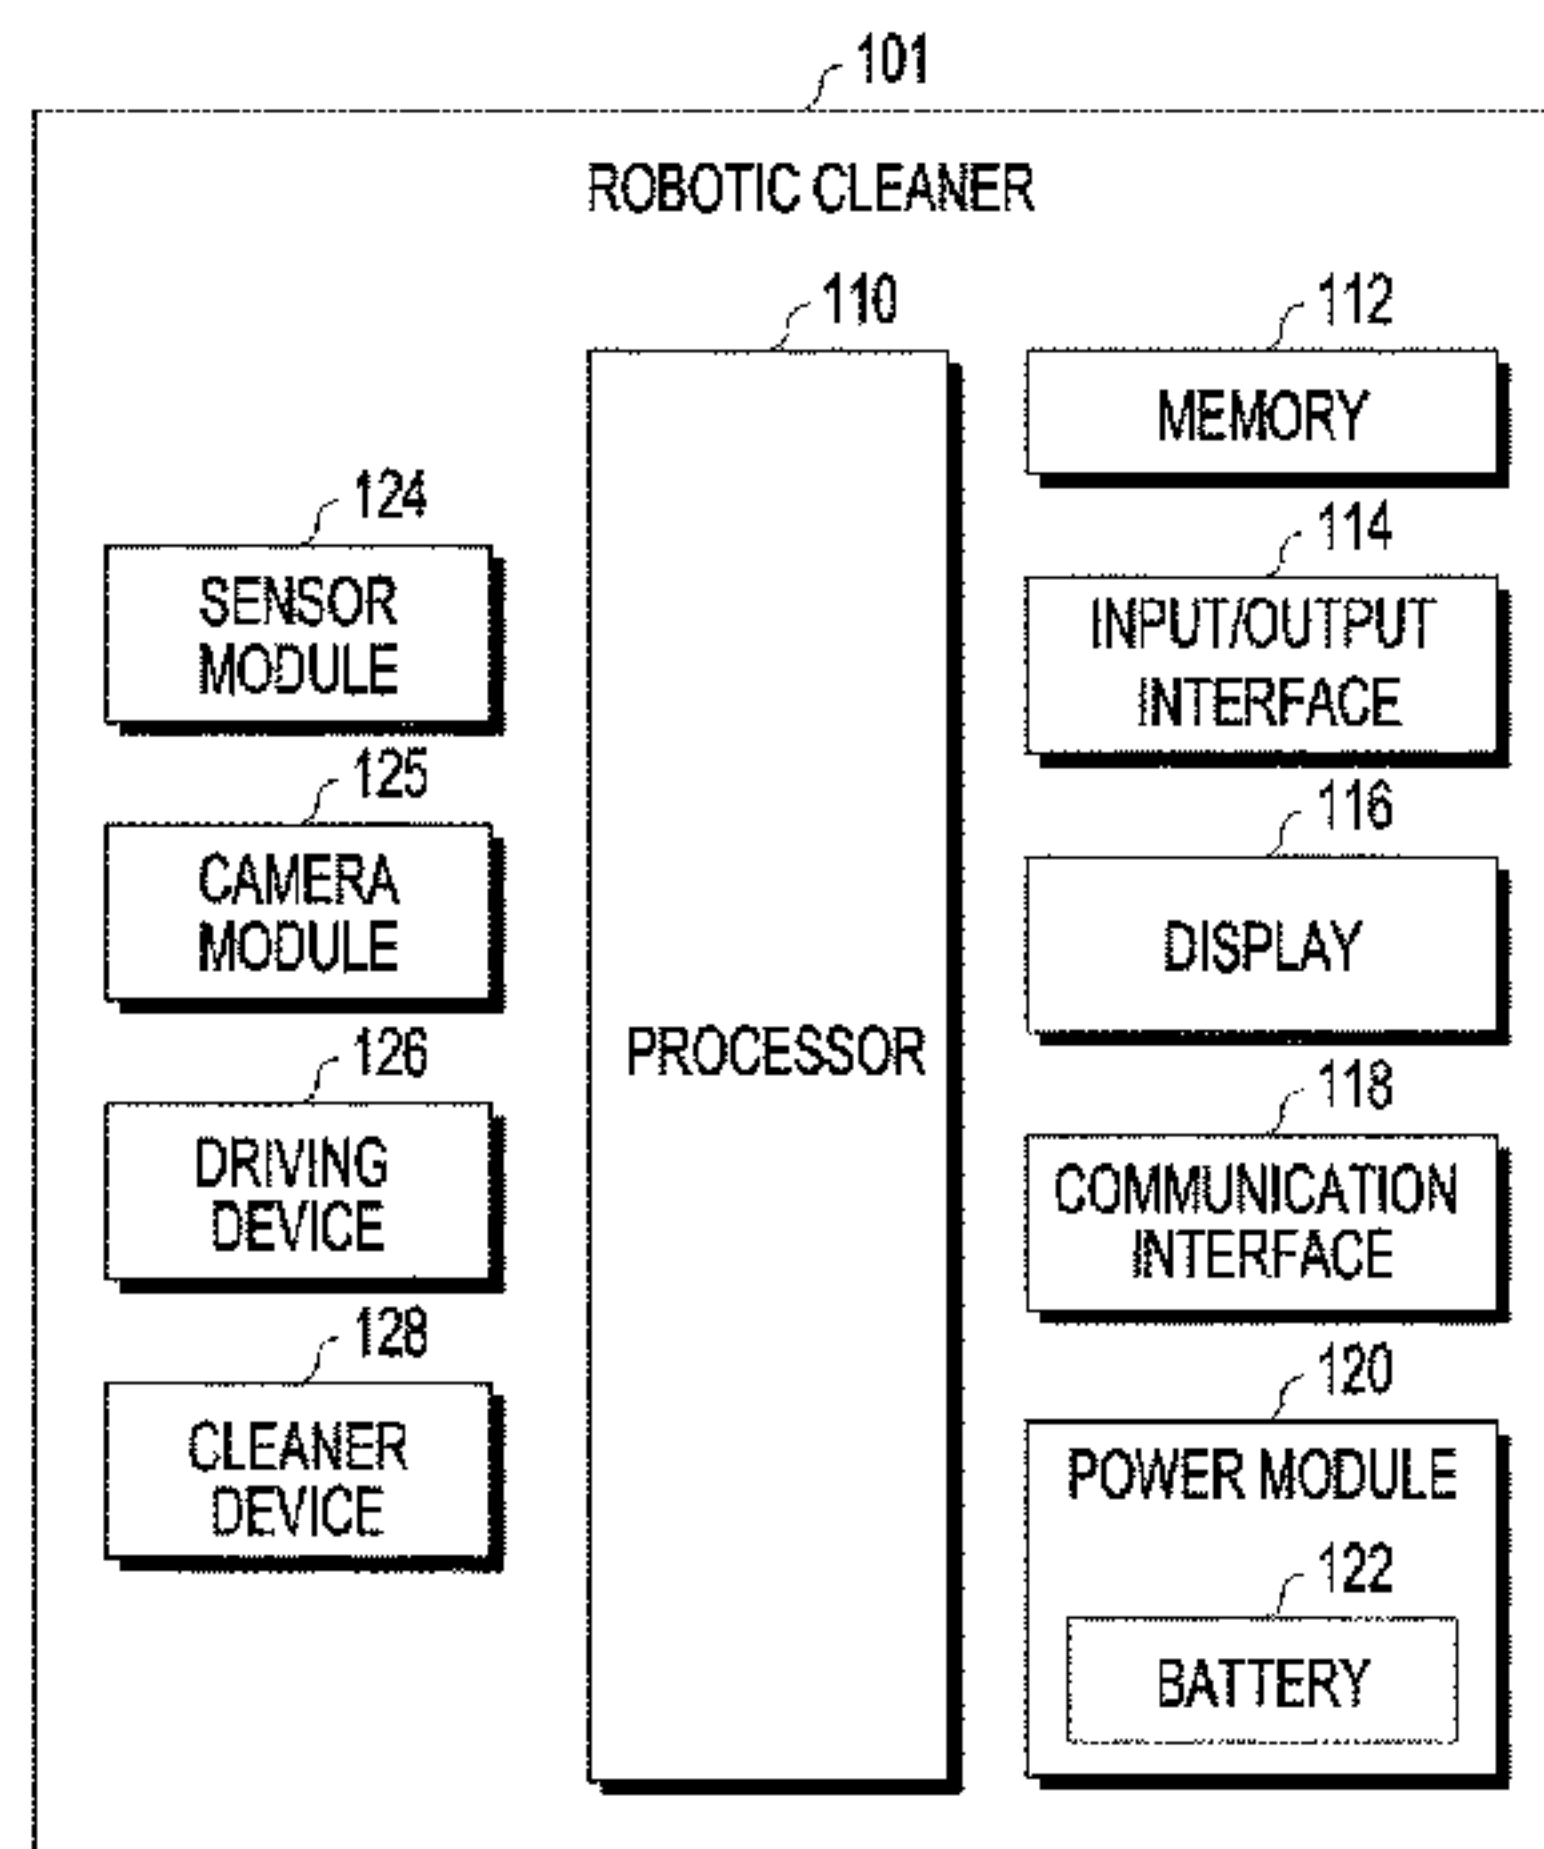 101
ROBOTIC CLEANER
110
112
MEMORY
124
SENSOR
MODULE
114
INPUT/OUTPUT
INTERFACE
125
CAMERA
MODULE
116
DISPLAY
PROCESSOR
126
DRIVING
DEVICE
118
COMMUNICATION
INTERFACE
128
CLEANER
DEVICE
120
POWER MODULE
122
BATTERY